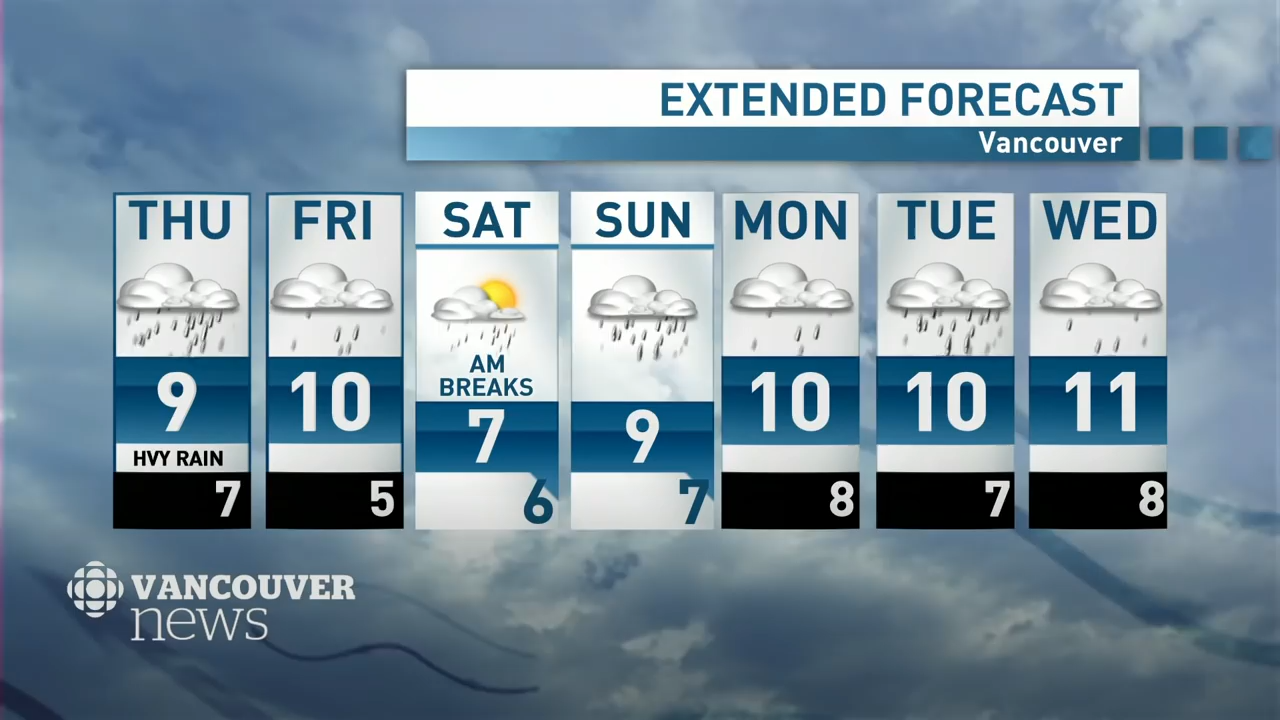 EXTENDED FORECAST
Vancouver
THU FRI SAT SUN MON TUE WED
AM
BREAKS
9 10 7 9 10 10 11
HVY RAIN
7 5 6 7 8 7 8
VANCOUVER
news